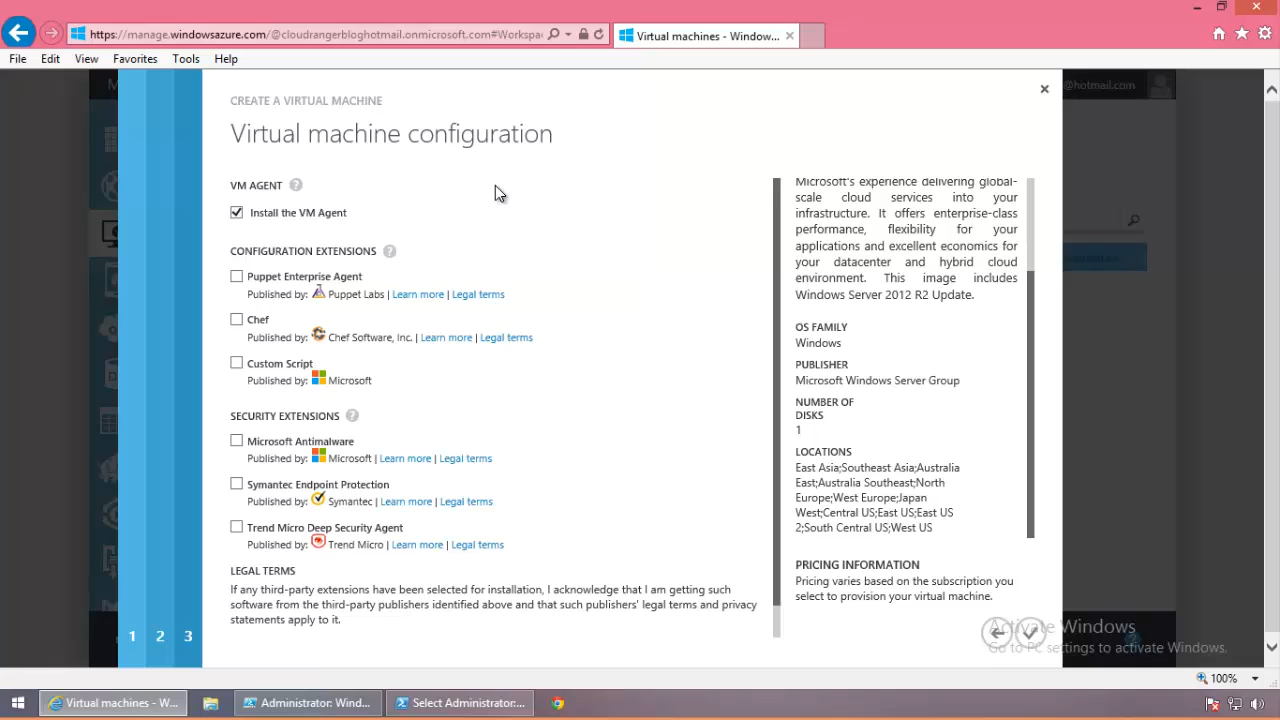 https://manage.windowsazure.com/@cloudrangerbloghotmail.onmicrosoft.com#Workspac
Virtual machines - Window...
File Edit View Favorites Tools Help
@hotmail.com
CREATE A VIRTUAL MACHINE
Virtual machine configuration
VM AGENT ?
Install the VM Agent
CONFIGURATION EXTENSIONS ?
Puppet Enterprise Agent
Published by: Puppet Labs | Learn more | Legal terms
Chef
Published by: Chef Software, Inc. | Learn more | Legal terms
Custom Script
Published by: Microsoft
SECURITY EXTENSIONS ?
Microsoft Antimalware
Published by: Microsoft | Learn more | Legal terms
Symantec Endpoint Protection
Published by: Symantec | Learn more | Legal terms
Trend Micro Deep Security Agent
Published by: Trend Micro | Learn more | Legal terms
LEGAL TERMS
If any third-party extensions have been selected for installation, I acknowledge that I am getting such
software from the third-party publishers identified above and that such publishers' legal terms and privacy
statements apply to it.
Microsoft's experience delivering global-
scale cloud services into your
infrastructure. It offers enterprise-class
performance, flexibility for your
applications and excellent economics for
your datacenter and hybrid cloud
environment. This image includes
Windows Server 2012 R2 Update.
OS FAMILY
Windows
PUBLISHER
Microsoft Windows Server Group
NUMBER OF
DISKS
1
LOCATIONS
East Asia;Southeast Asia;Australia
East;Australia Southeast;North
Europe;West Europe;Japan
West;Central US;East US;East US
2;South Central US;West US
PRICING INFORMATION
Pricing varies based on the subscription you
select to provision your virtual machine.
1 2 3
Activate Windows
Go to PC settings to activate Windows.
100%
Virtual machines - W...
Administrator: Wind...
Select Administrator:...